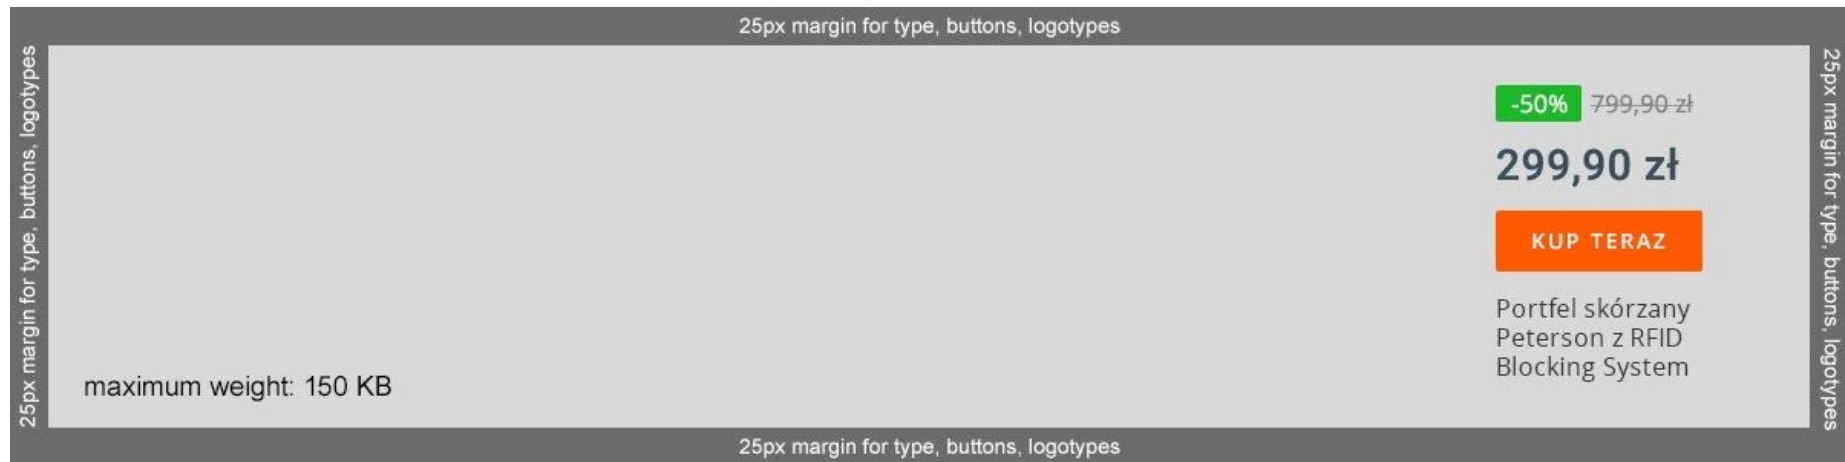 25px margin for type, buttons, logotypes
25px margin for type, buttons, logotypes
-50% 799,90 zł
299,90 zł
KUP TERAZ
Portfel skórzany
Peterson z RFID
Blocking System
maximum weight: 150 KB
25px margin for type, buttons, logotypes
25px margin for type, buttons, logotypes